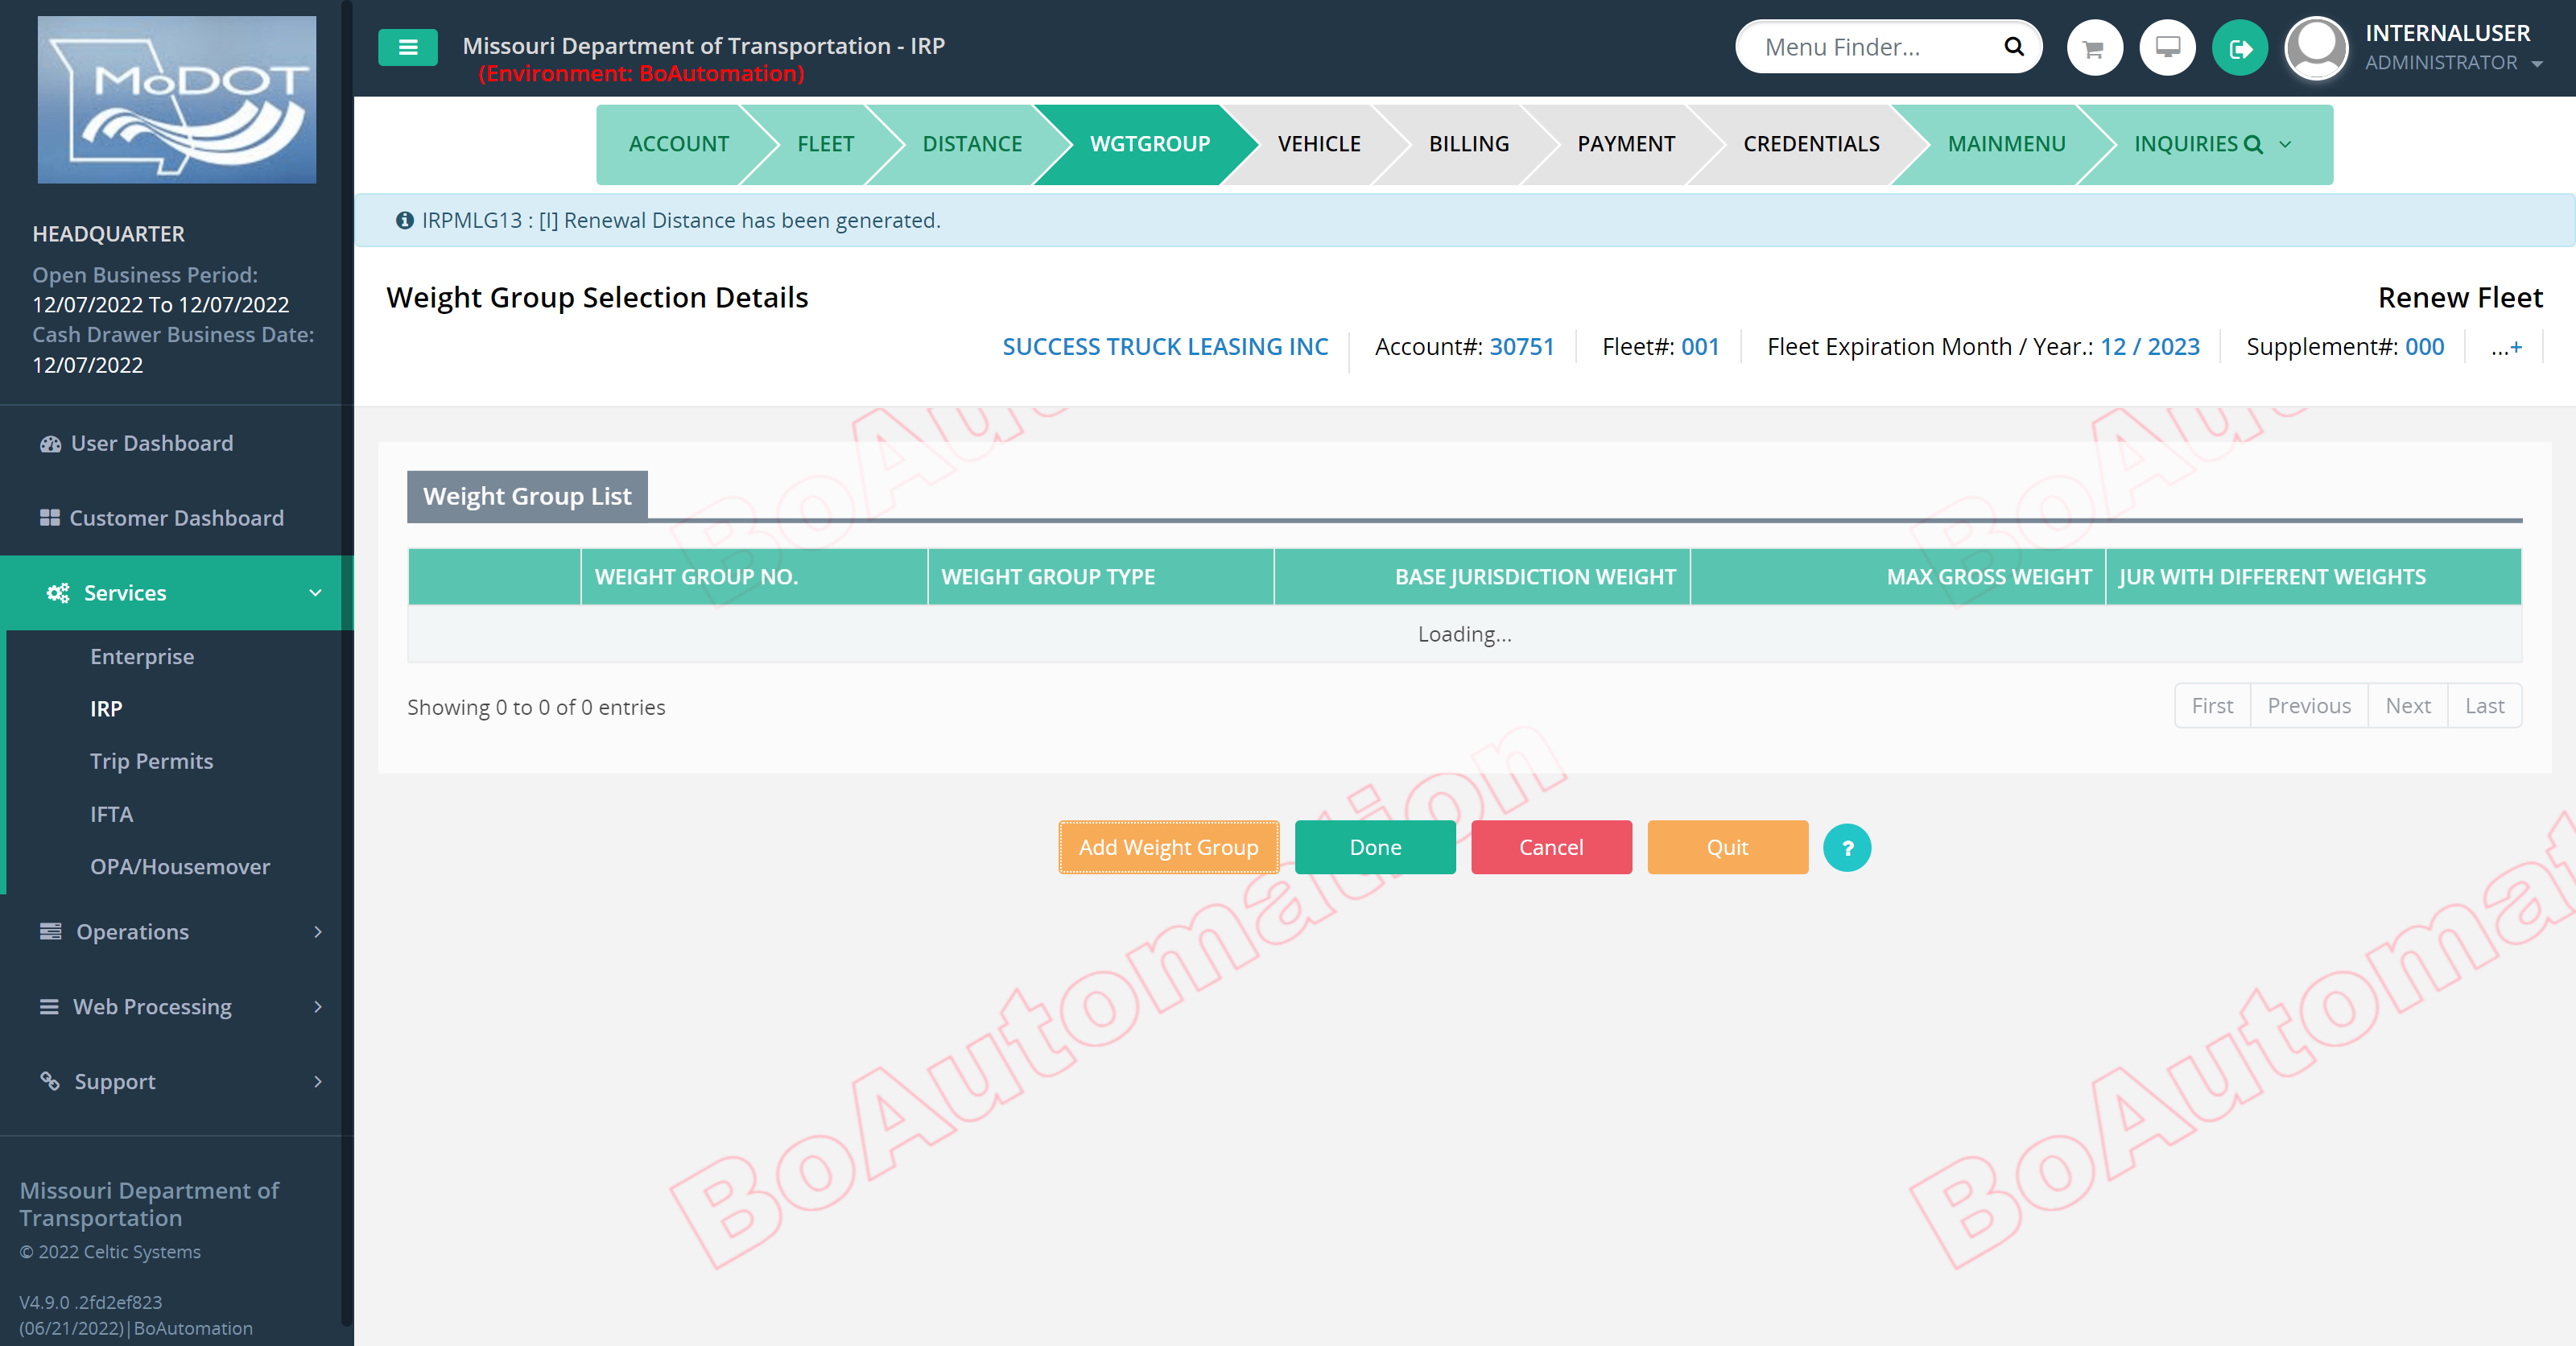 MoDOT
HEADQUARTER
Open Business Period:
12/07/2022 To 12/07/2022
Cash Drawer Business Date:
12/07/2022
User Dashboard
Customer Dashboard
Services
Enterprise
IRP
Trip Permits
IFTA
OPA/Housemover
Operations
Web Processing
Support
Missouri Department of
Transportation
© 2022 Celtic Systems
V4.9.0 .2fd2ef823
(06/21/2022)|BoAutomation
Missouri Department of Transportation - IRP
(Environment: BoAutomation)
Menu Finder...
INTERNALUSER
ADMINISTRATOR
ACCOUNT FLEET DISTANCE WGTGROUP VEHICLE BILLING PAYMENT CREDENTIALS MAINMENU INQUIRIES
IRPMLG13 : [I] Renewal Distance has been generated.
Weight Group Selection Details Renew Fleet
SUCCESS TRUCK LEASING INC Account#: 30751 Fleet#: 001 Fleet Expiration Month / Year.: 12 / 2023 Supplement#: 000 ...+
Weight Group List
WEIGHT GROUP NO. WEIGHT GROUP TYPE BASE JURISDICTION WEIGHT MAX GROSS WEIGHT JUR WITH DIFFERENT WEIGHTS
Loading...
Showing 0 to 0 of 0 entries First Previous Next Last
Add Weight Group Done Cancel Quit ?
BoAu
BoAu
BoAutomation
BoAutomat